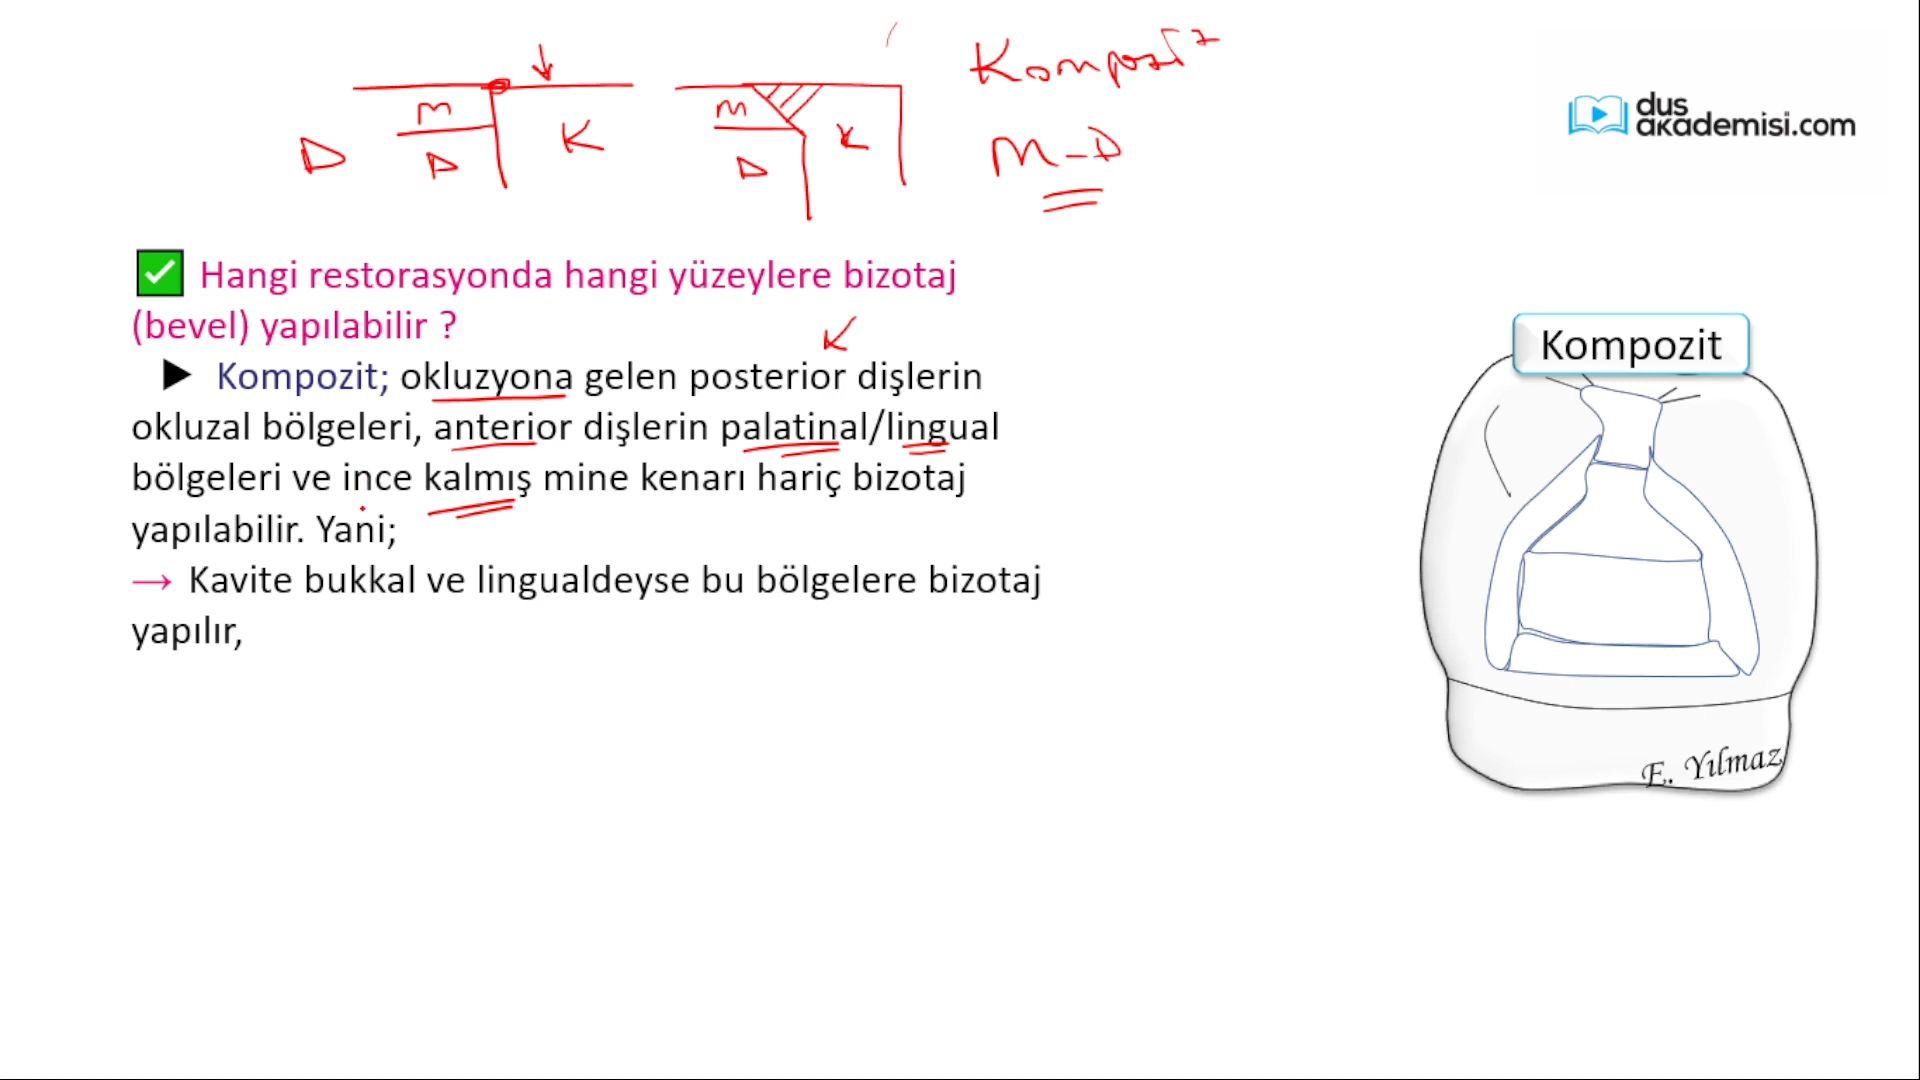 Kompozit
dus
akademisi.com
m
K
D
D
m
K
D
M-D
✅ Hangi restorasyonda hangi yüzeylere bizotaj
(bevel) yapılabilir ?
K
▶ Kompozit; okluzyona gelen posterior dişlerin
okluzal bölgeleri, anterior dişlerin palatinal/lingual
bölgeleri ve ince kalmış mine kenarı hariç bizotaj
yapılabilir. Yani;
→ Kavite bukkal ve lingualdeyse bu bölgelere bizotaj
yapılır,
Kompozit
E. Yılmaz